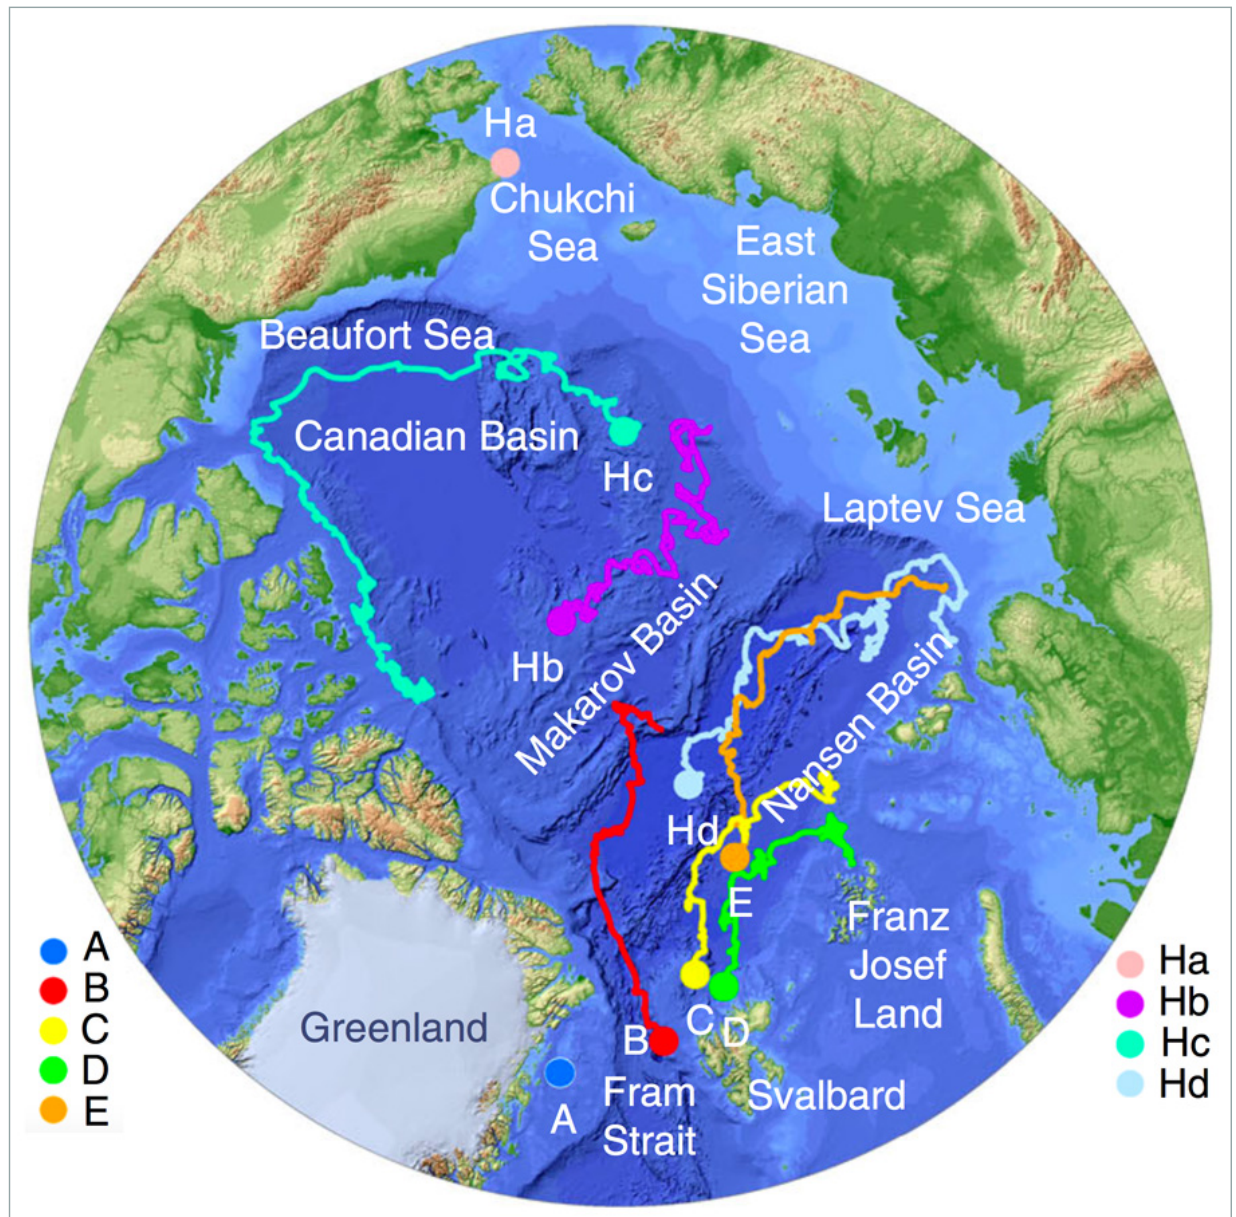 Ha
Chukchi
Sea
East
Siberian
Sea
Beaufort Sea
Canadian Basin
Hc
Laptev Sea
Hb
Makarov Basin
Nansen Basin
Hd
E
Franz
Josef
Land
Greenland
B
C
D
A
Fram
Strait
Svalbard
A
B
C
D
E
Ha
Hb
Hc
Hd